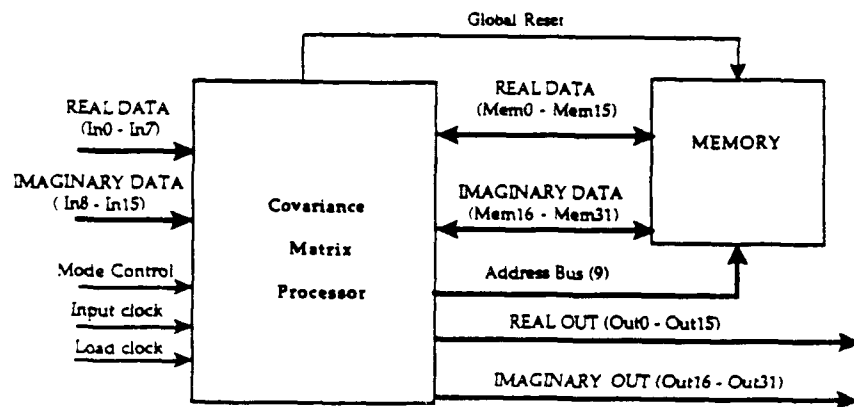 Global Reset
REAL DATA
(In0 - In7)
IMAGINARY DATA
( In8 - In15)
Mode Control
Input clock
Load clock
Covariance
Matrix
Processor
REAL DATA
(Mem0 - Mem15)
IMAGINARY DATA
(Mem16 - Mem31)
Address Bus (9)
MEMORY
REAL OUT (Out0 - Out15)
IMAGINARY OUT (Out16 - Out31)